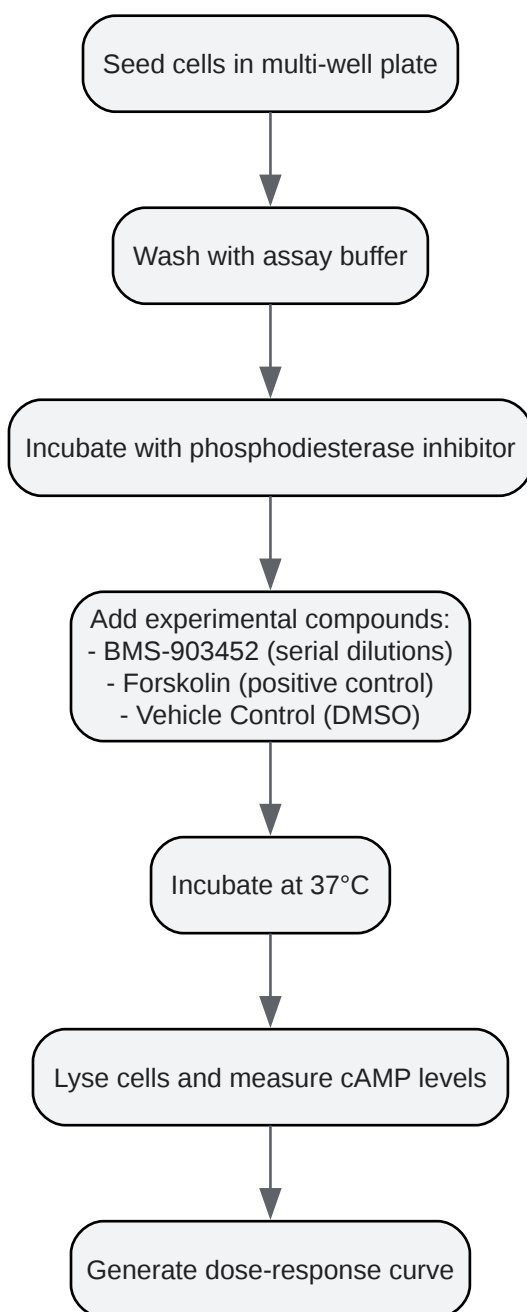 Seed cells in multi-well plate
Wash with assay buffer
Incubate with phosphodiesterase inhibitor
Add experimental compounds:
- BMS-903452 (serial dilutions)
- Forskolin (positive control)
- Vehicle Control (DMSO)
Incubate at 37°C
Lyse cells and measure cAMP levels
Generate dose-response curve